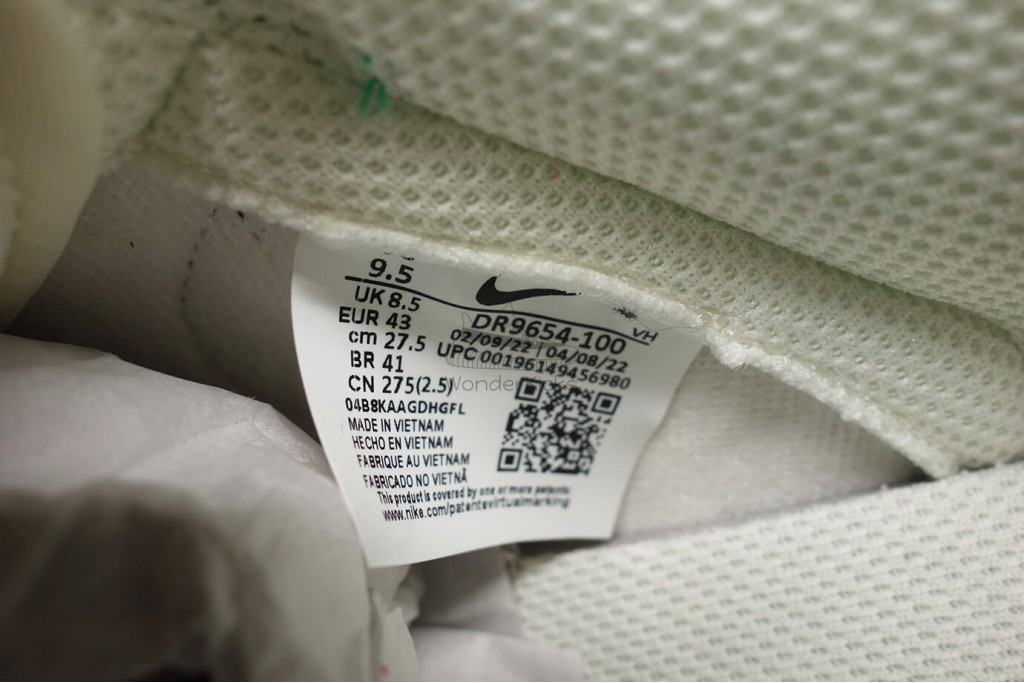 9.5
UK 8.5
EUR 43
cm 27.5
BR 41
CN 275(2.5)
04B8KAAGDHGFL
MADE IN VIETNAM
HECHO EN VIETNAM
FABRIQUE AU VIETNAM
FABRICADO NO VIETNÃ
This product is covered by one or more patents:
www.nike.com/patentsvirtualmarking
VH
DR9654-100
02/09/22 04/08/22
UPC 00196149456980